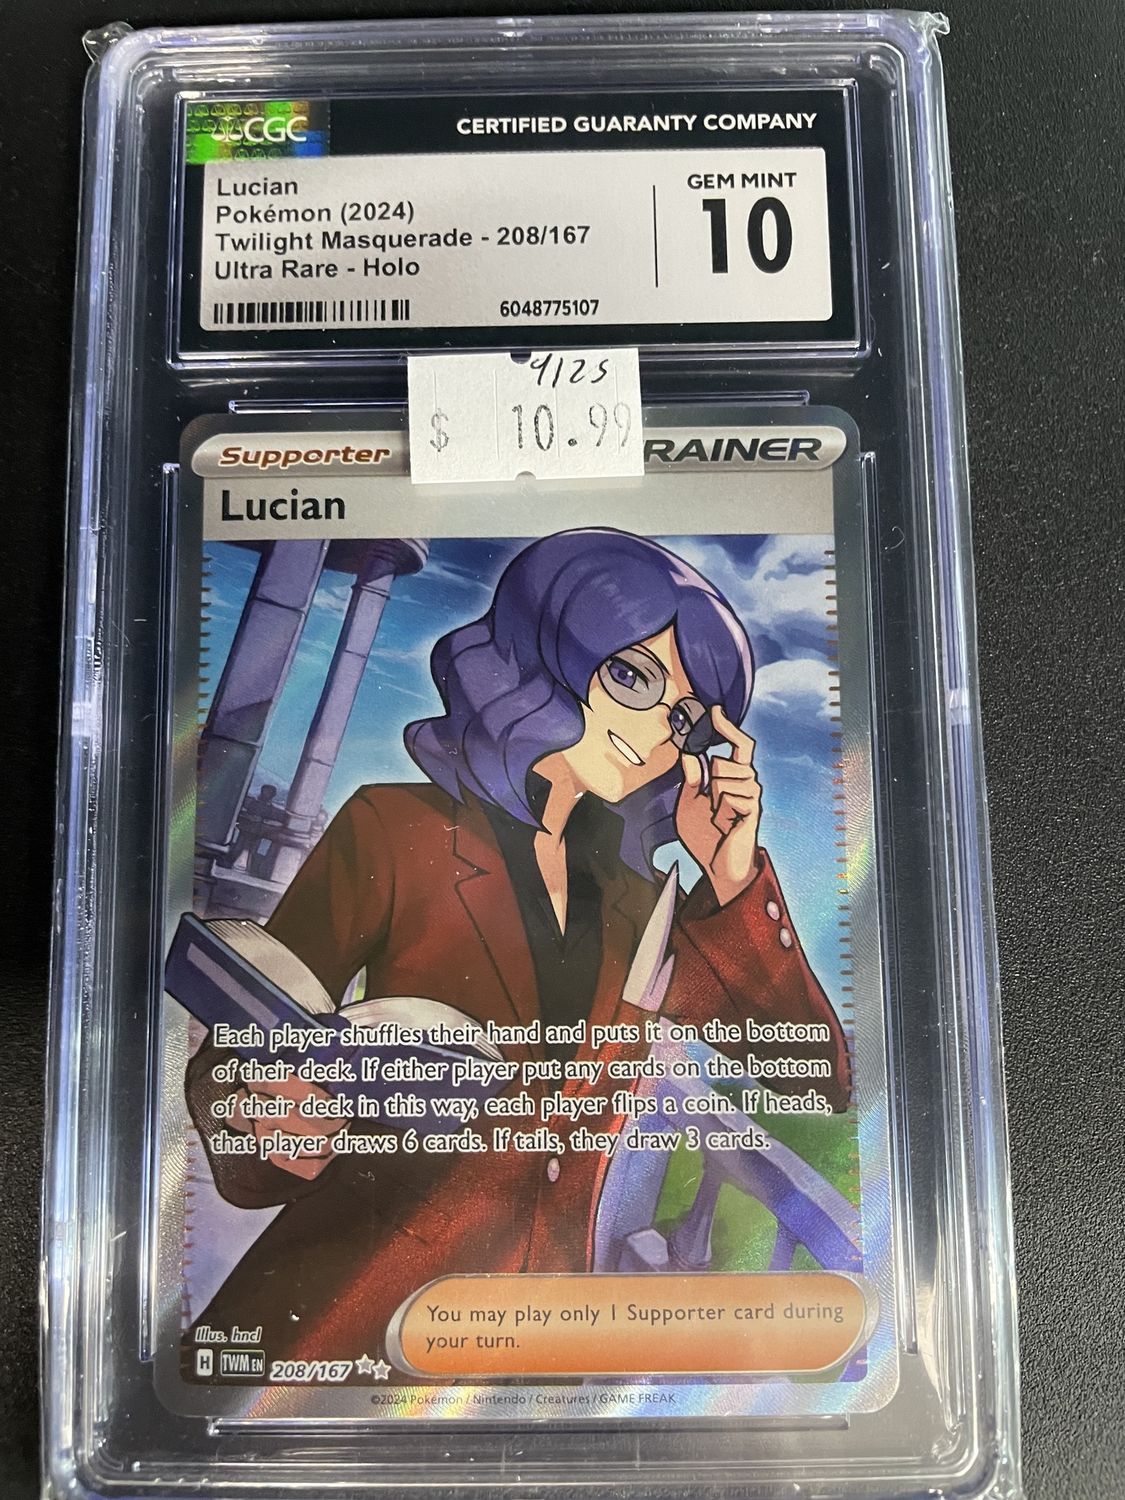 CGC
CERTIFIED GUARANTY COMPANY
Lucian
Pokémon (2024)
Twilight Masquerade - 208/167
Ultra Rare - Holo
6048775107
GEM MINT
10
4/25
$ 10.99
Supporter
RAINER
Lucian
Each player shuffles their hand and puts it on the bottom
of their deck. If either player put any cards on the bottom
of their deck in this way, each player flips a coin. If heads,
that player draws 6 cards. If tails, they draw 3 cards.
You may play only 1 Supporter card during
your turn.
Illus. hncl
H TWM EN 208/167
©2024 Pokémon / Nintendo / Creatures / GAME FREAK